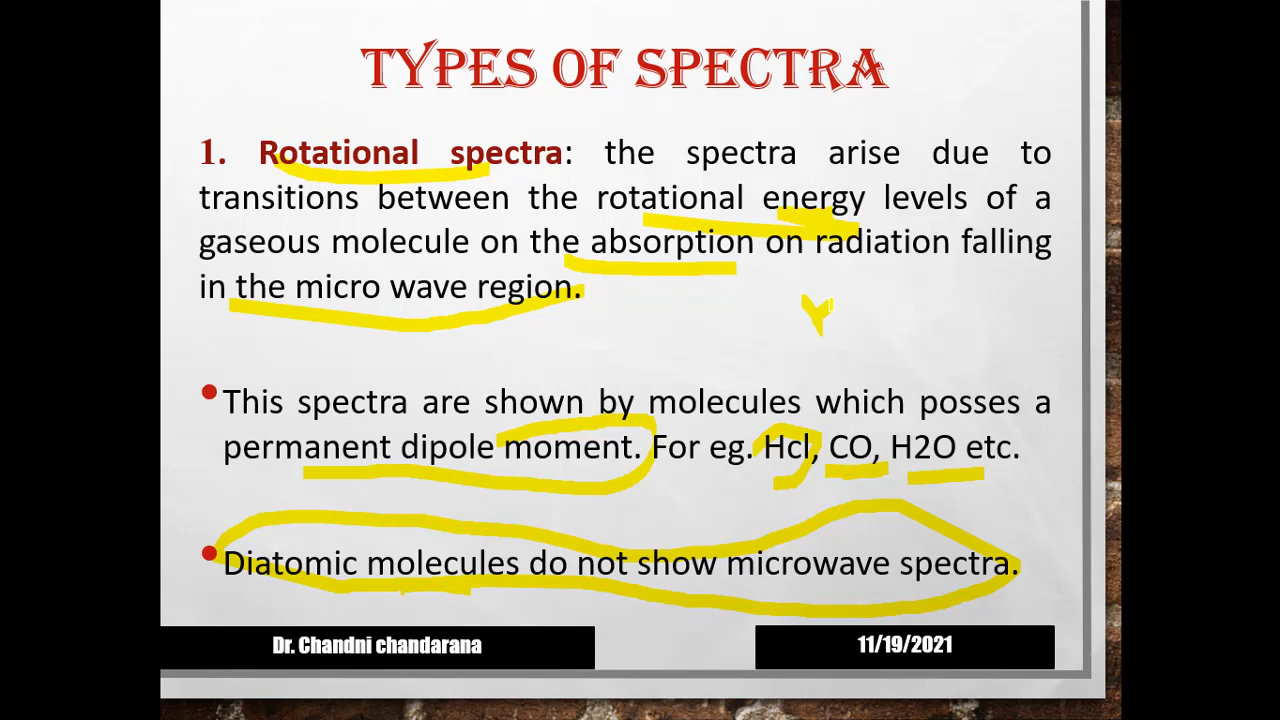 TYPES OF SPECTRA
1. Rotational spectra: the spectra arise due to
transitions between the rotational energy levels of a
gaseous molecule on the absorption on radiation falling
in the micro wave region.
•This spectra are shown by molecules which posses a
permanent dipole moment. For eg. Hcl, CO, H2O etc.
•Diatomic molecules do not show microwave spectra.
Dr. Chandni chandarana
11/19/2021